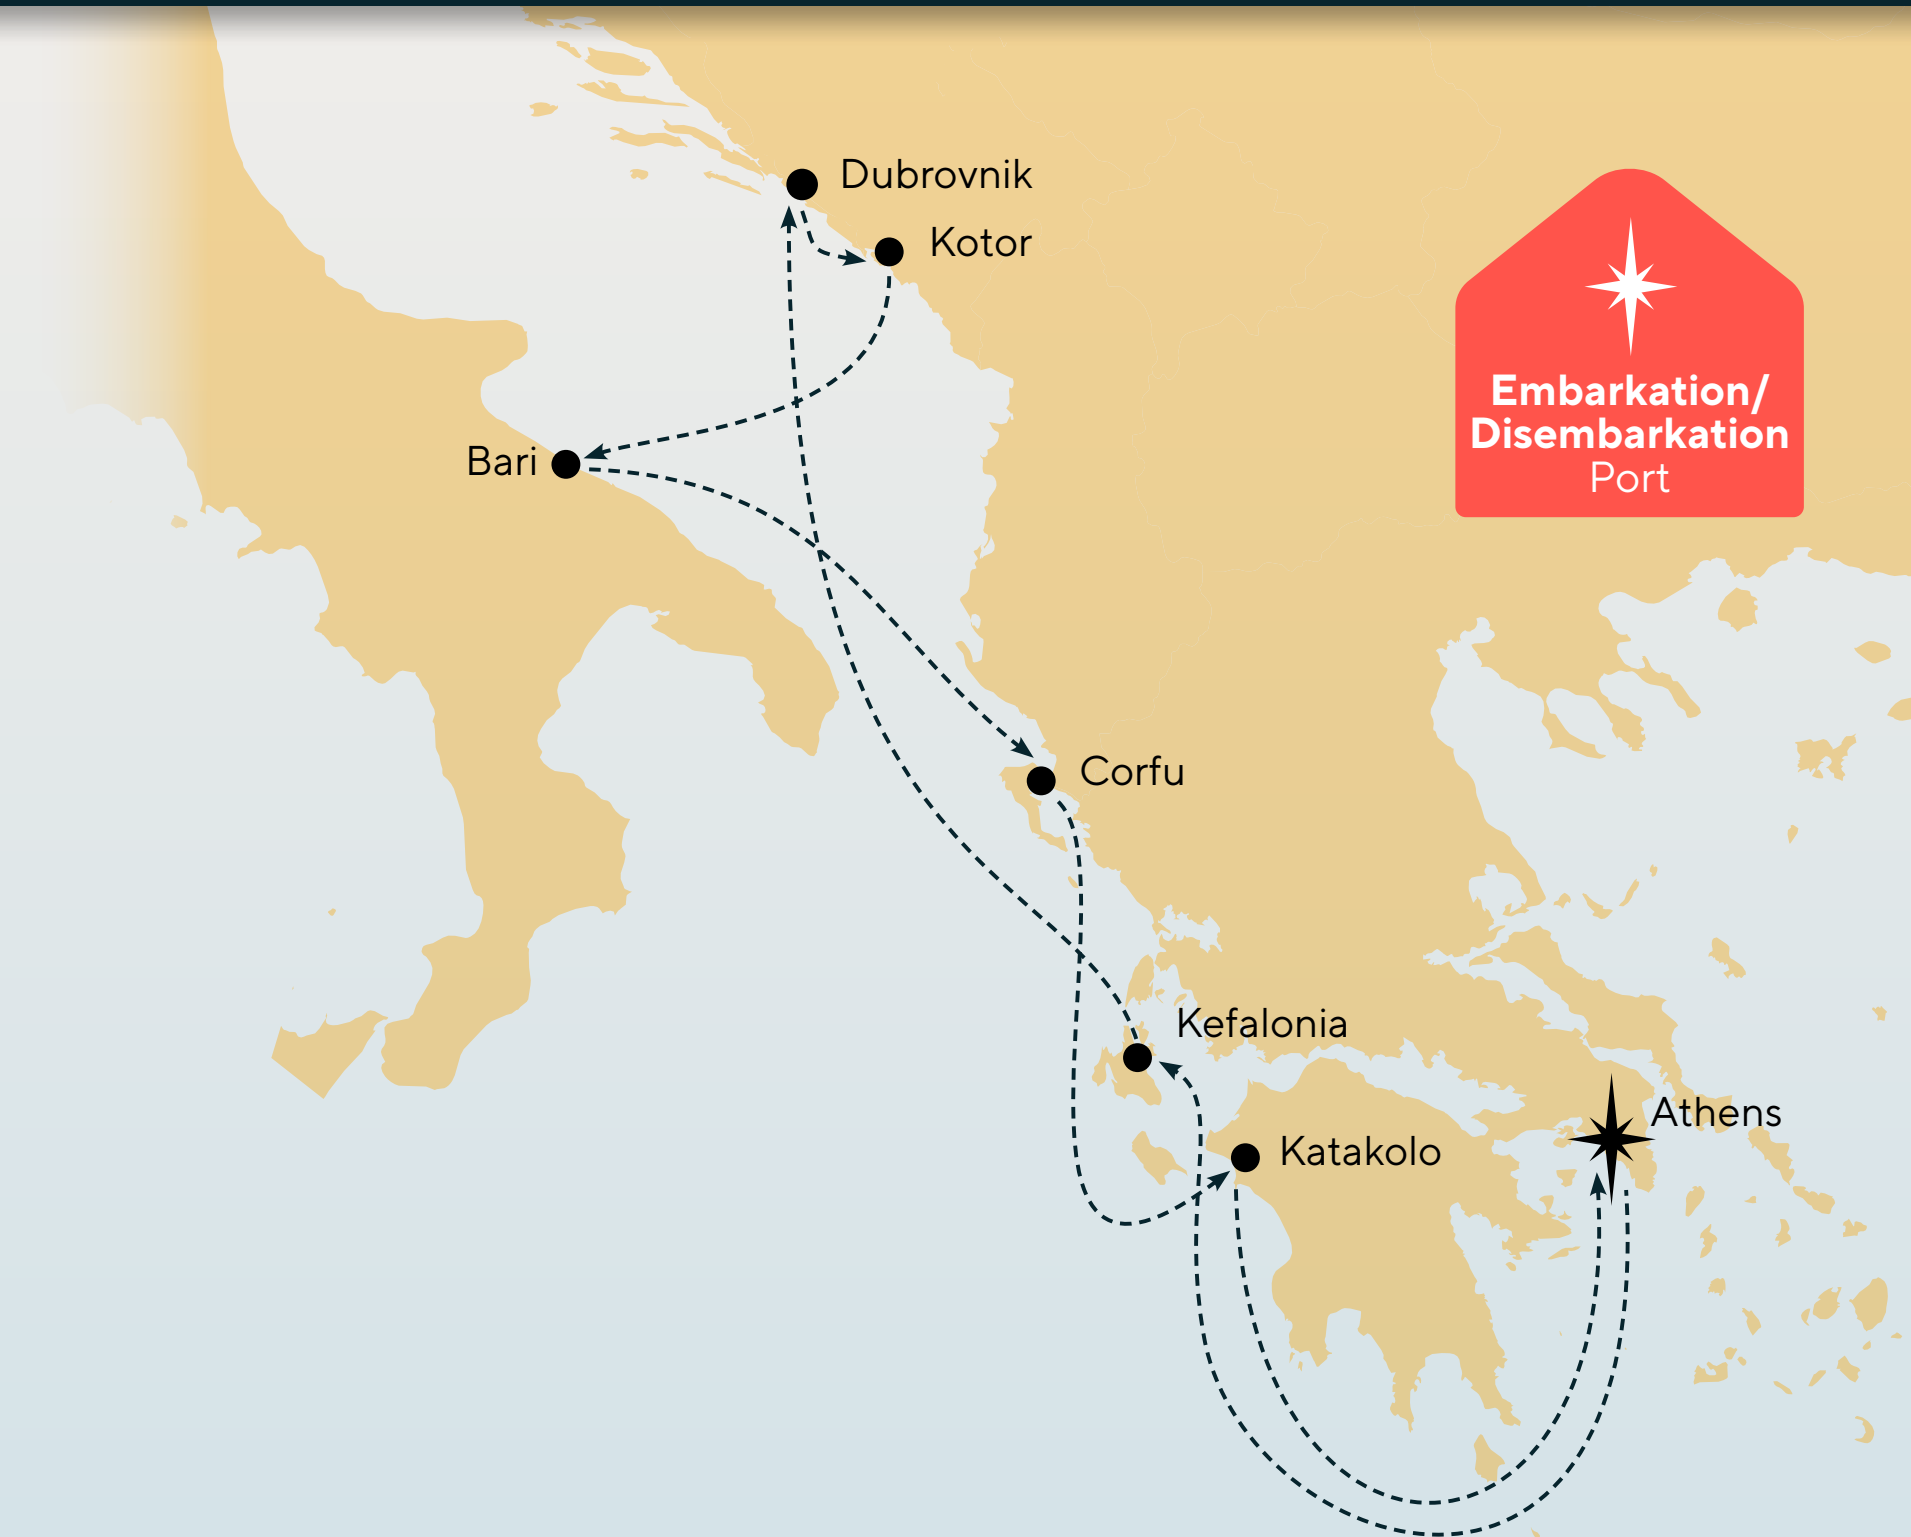 Dubrovnik
Kotor
Embarkation/
Disembarkation
Port
Bari
Corfu
Kefalonia
Athens
Katakolo